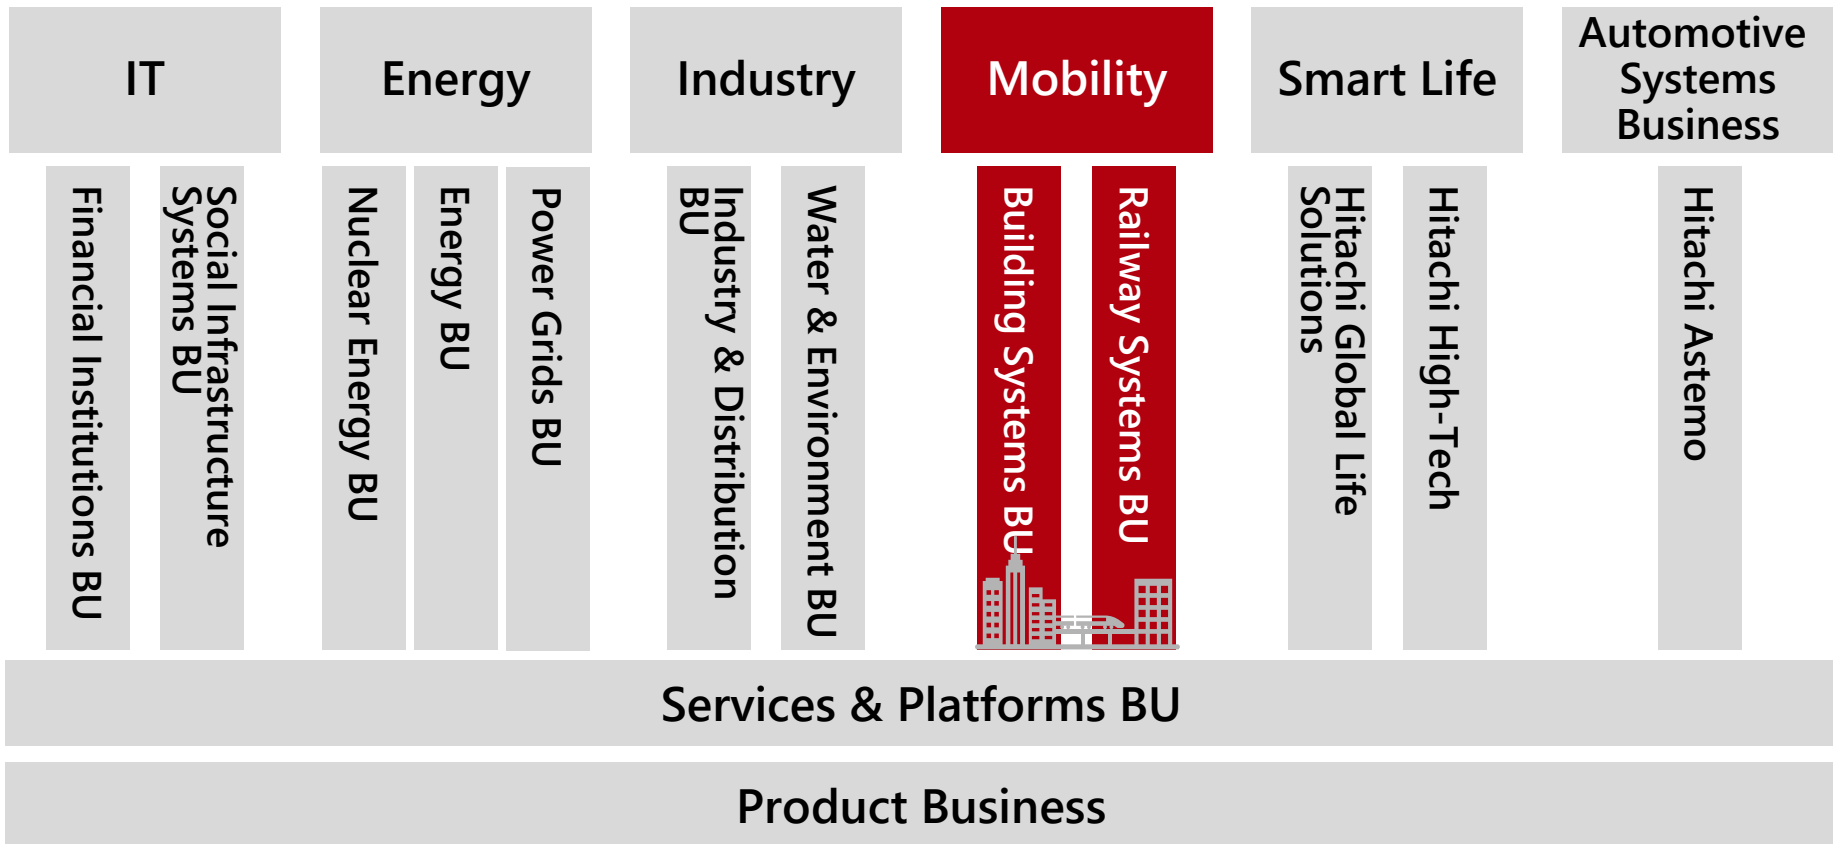 IT
Energy
Industry
Mobility
Smart Life
Automotive
Systems
Business
Financial Institutions BU
Social Infrastructure
Systems BU
Nuclear Energy BU
Energy BU
Power Grids BU
Industry & Distribution
BU
Water & Environment BU
Building Systems BU
Railway Systems BU
Hitachi Global Life
Solutions
Hitachi High-Tech
Hitachi Astemo
Services & Platforms BU
Product Business